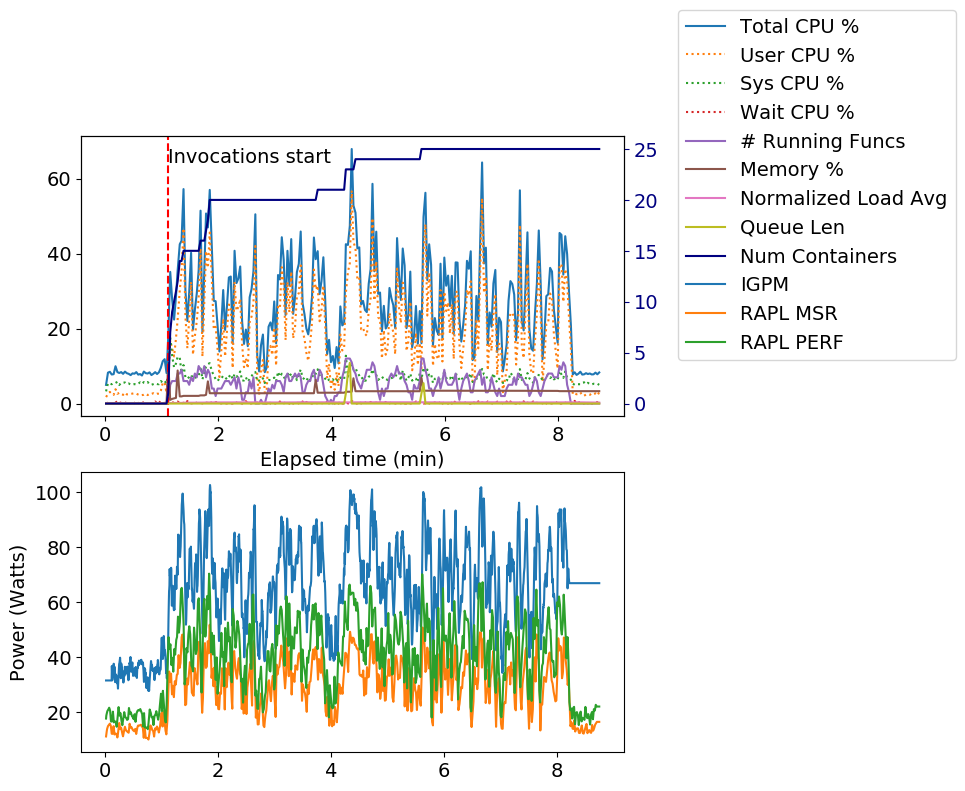 Total CPU %
User CPU %
Sys CPU %
Wait CPU %
# Running Funcs
Memory %
Normalized Load Avg
Queue Len
Num Containers
IGPM
RAPL MSR
RAPL PERF
Invocations start
60
40
20
0
25
20
15
10
5
0
0 2 4 6 8
Elapsed time (min)
Power (Watts)
100
80
60
40
20
0 2 4 6 8